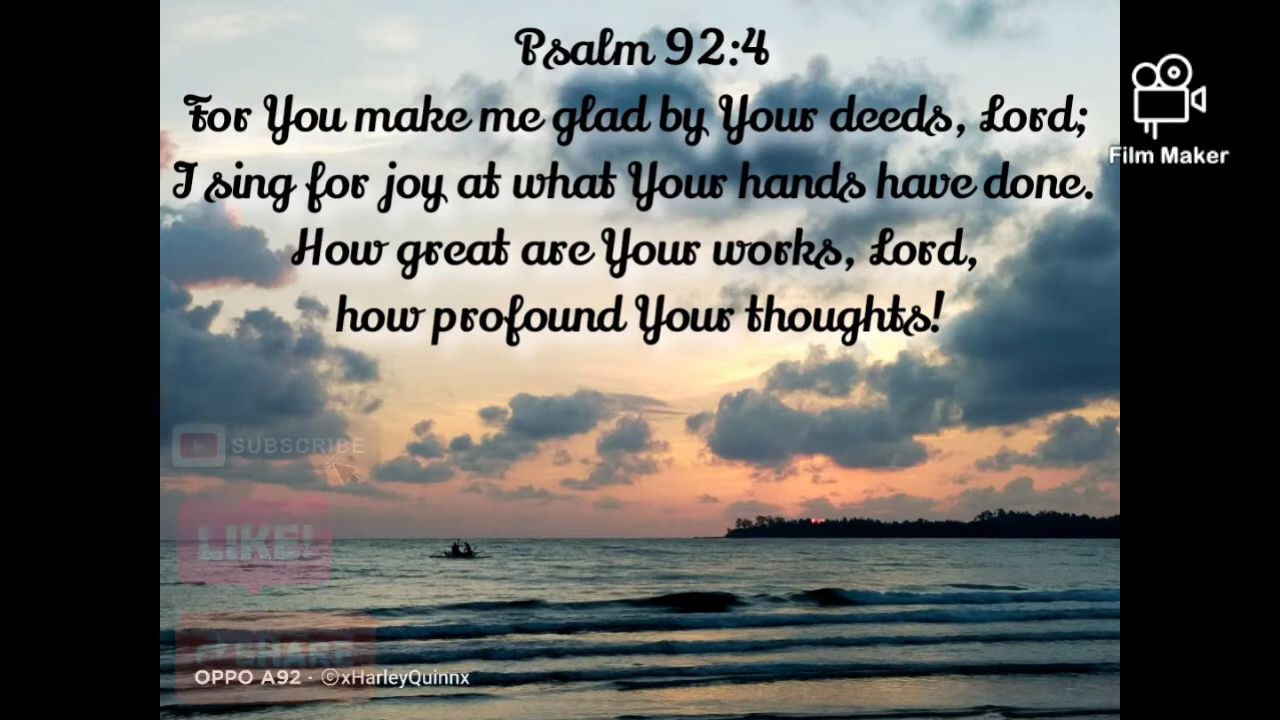 Psalm 92:4
For You make me glad by Your deeds, Lord;
I sing for joy at what Your hands have done.
How great are Your works, Lord,
how profound Your thoughts!
Film Maker
SUBSCRIBE
LIKE!
SHARE
OPPO A92 · ©xHarleyQuinnx